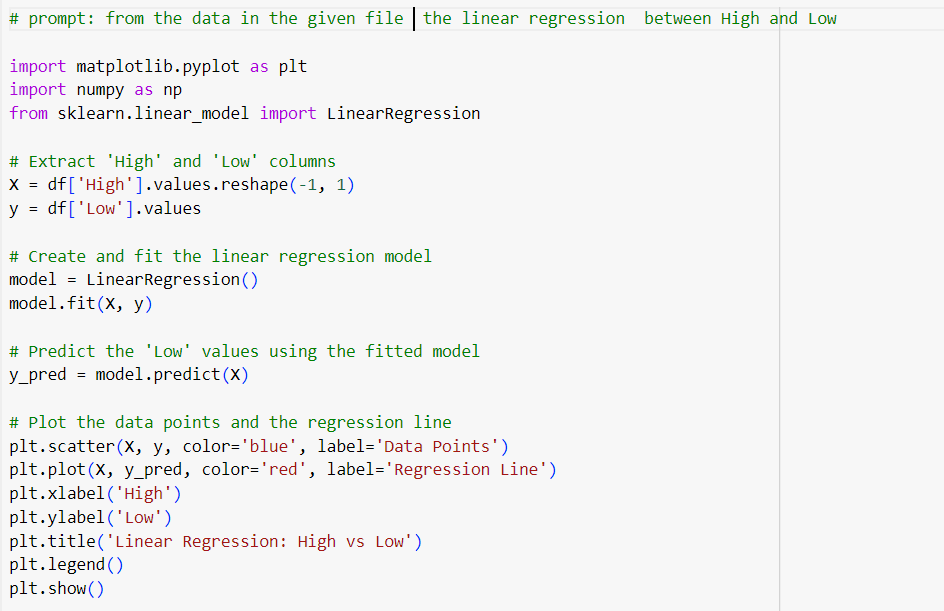 # prompt: from the data in the given file the linear regression  between High and Low
import matplotlib.pyplot as plt
import numpy as np
from sklearn.linear_model import LinearRegression
# Extract 'High' and 'Low' columns
X = df['High'].values.reshape(-1, 1)
y = df['Low'].values
# Create and fit the linear regression model
model = LinearRegression()
model.fit(X, y)
# Predict the 'Low' values using the fitted model
y_pred = model.predict(X)
# Plot the data points and the regression line
plt.scatter(X, y, color='blue', label='Data Points')
plt.plot(X, y_pred, color='red', label='Regression Line')
plt.xlabel('High')
plt.ylabel('Low')
plt.title('Linear Regression: High vs Low')
plt.legend()
plt.show()